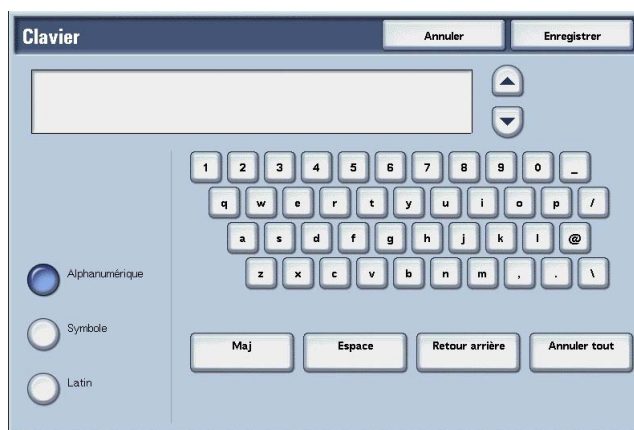 Clavier Annuler Enregistrer
1 2 3 4 5 6 7 8 9 0 _
q w e r t y u i o p /
a s d f g h j k l @
z x c v b n m , . \
Alphanumérique
Symbole
Maj Espace Retour arrière Annuler tout
Latin